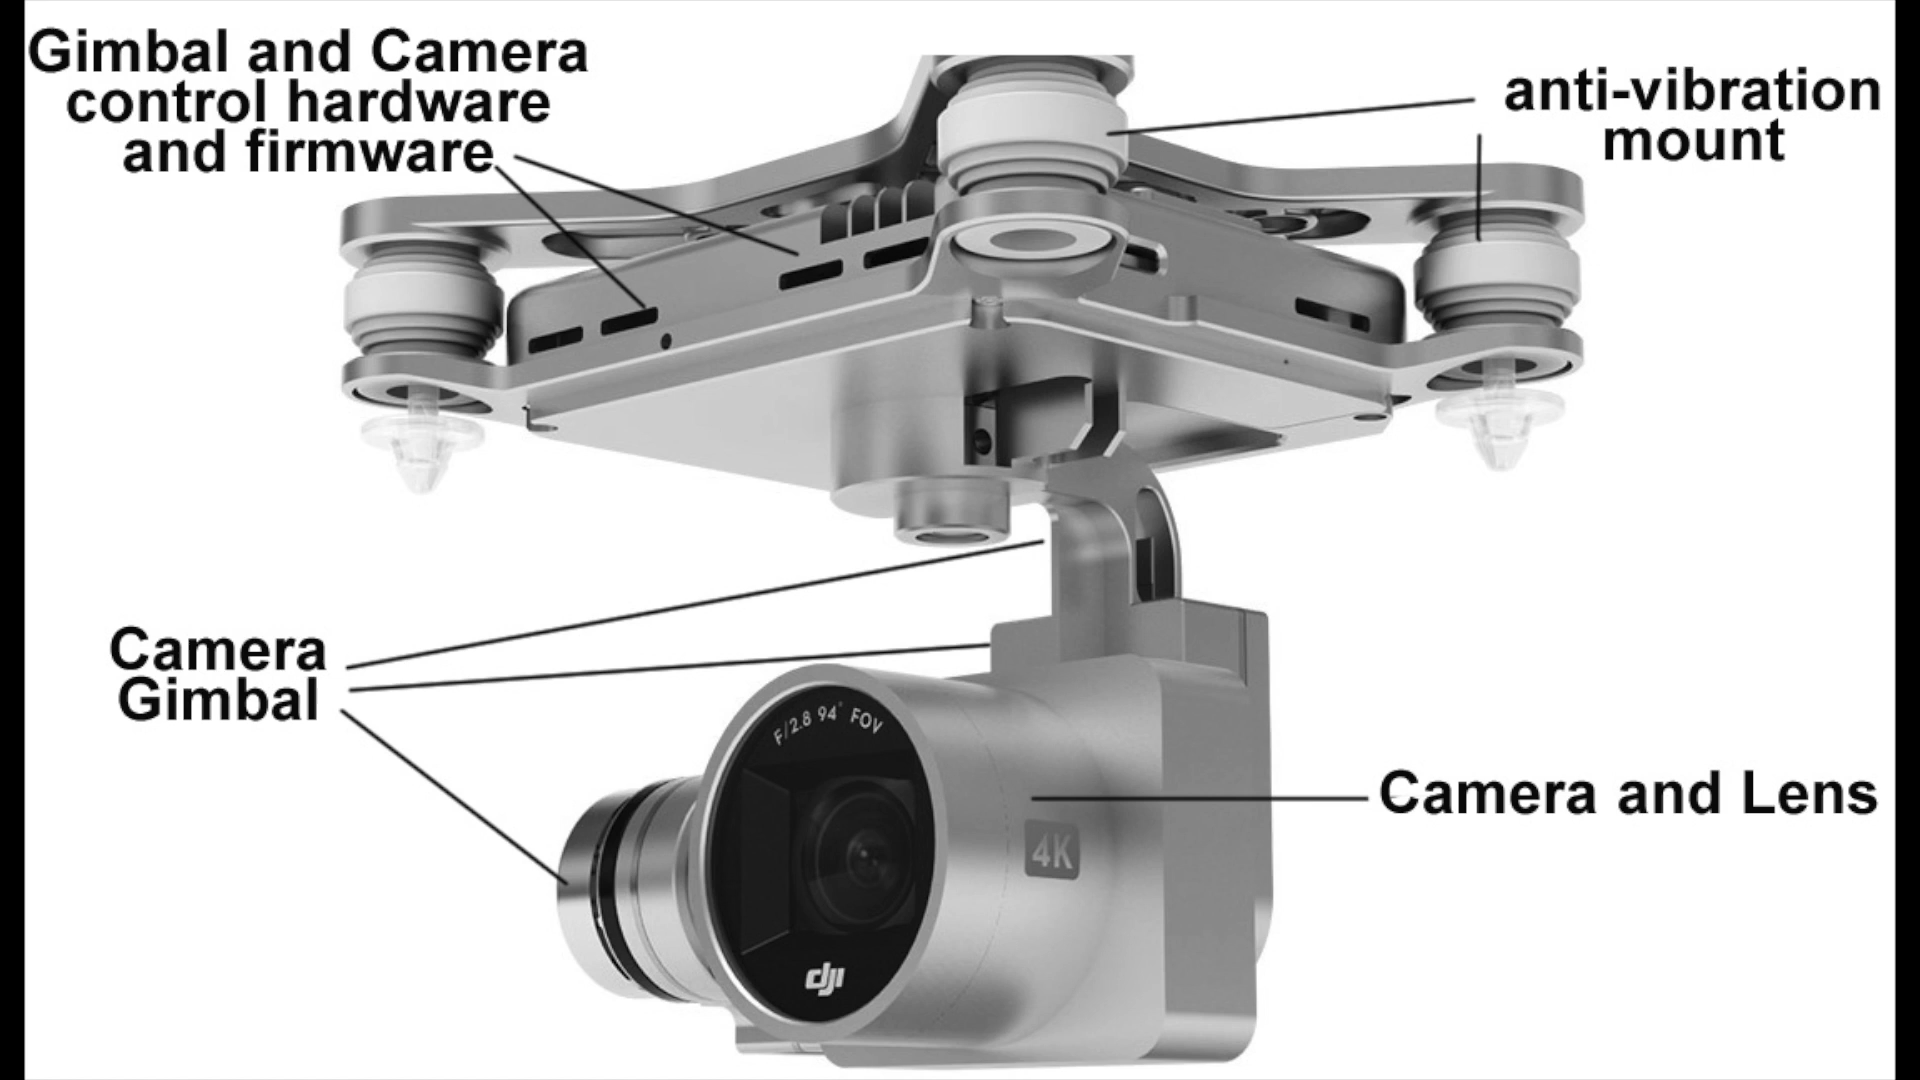 Gimbal and Camera
control hardware
and firmware
anti-vibration
mount
Camera
Gimbal
F/2.8 94° FOV
Camera and Lens
4K
dji